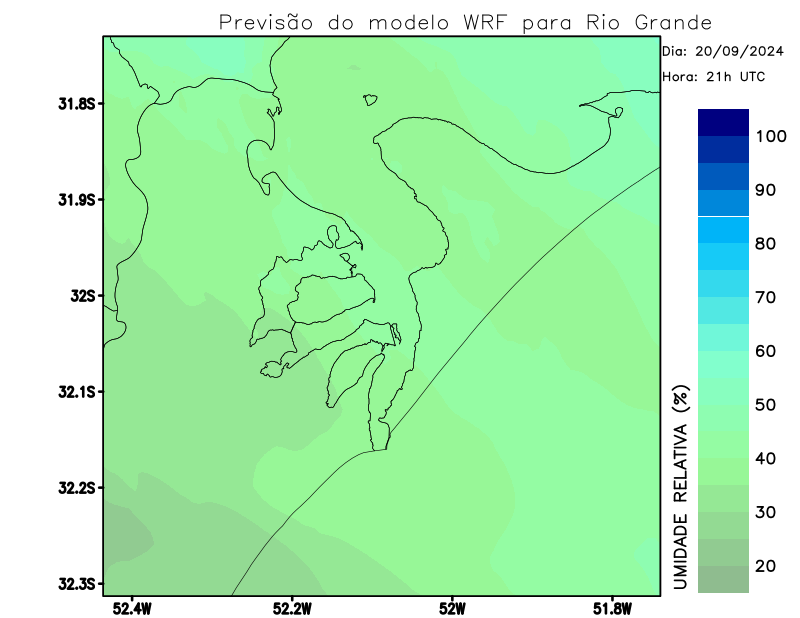 Previsão do modelo WRF para Rio Grande
Dia: 20/09/2024
Hora: 21h UTC
31.8S
31.9S
32S
32.1S
32.2S
32.3S
52.4W
52.2W
52W
51.8W
100
90
80
70
60
50
40
30
20
UMIDADE RELATIVA (%)